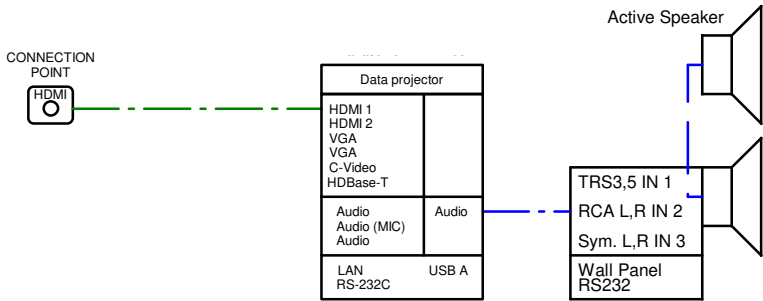 Active Speaker
CONNECTION
POINT
HDMI
Data projector
HDMI 1
HDMI 2
VGA
VGA
C-Video
HDBase-T
Audio
Audio (MIC)
Audio
Audio
LAN
RS-232C
USB A
TRS3,5 IN 1
RCA L,R IN 2
Sym. L,R IN 3
Wall Panel
RS232